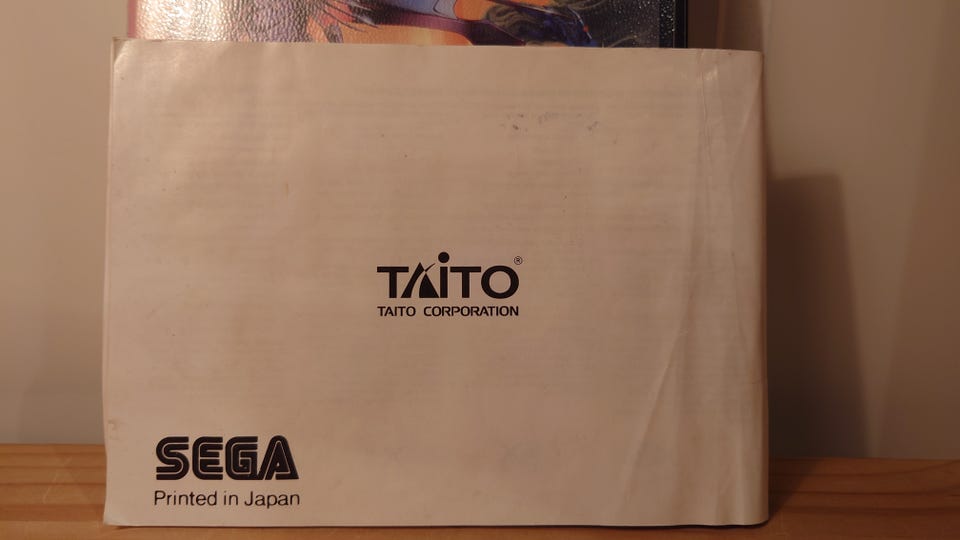 TAiTO®
TAITO CORPORATION
SEGA
Printed in Japan